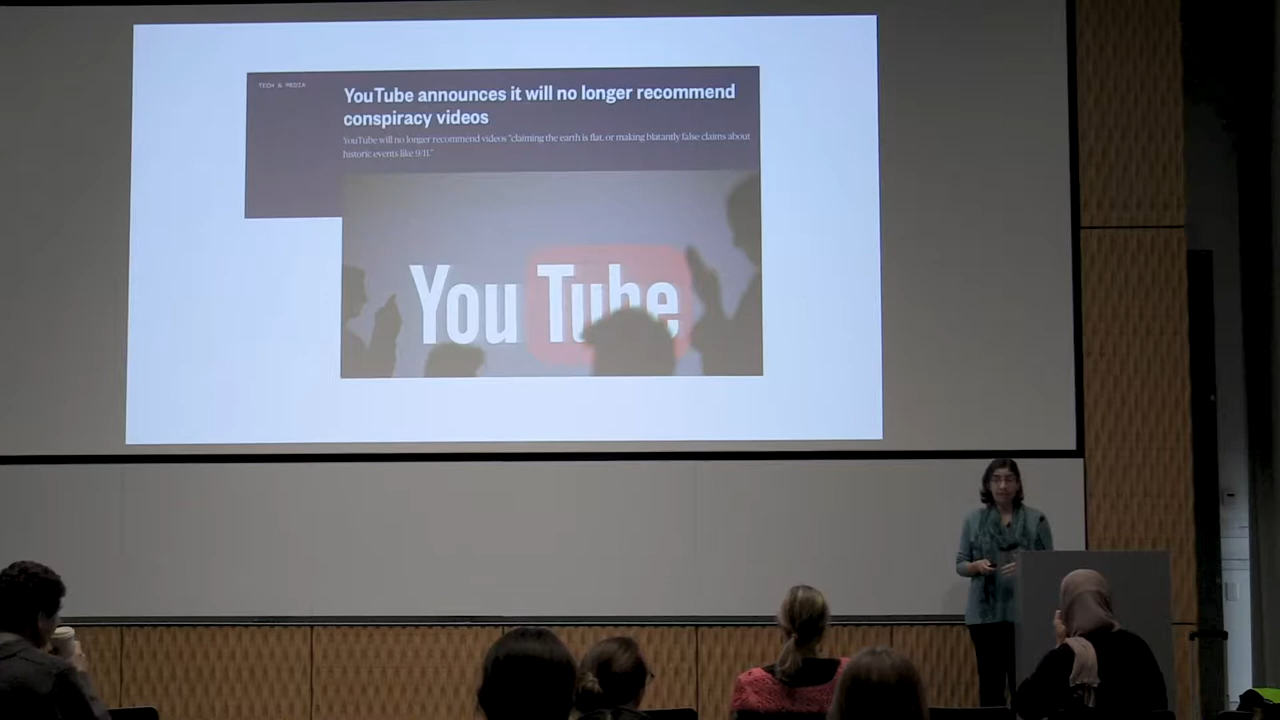 TECH & MEDIA
YouTube announces it will no longer recommend
conspiracy videos
YouTube will no longer recommend videos "claiming the earth is flat, or making blatantly false claims about
historic events like 9/11."
YouTube